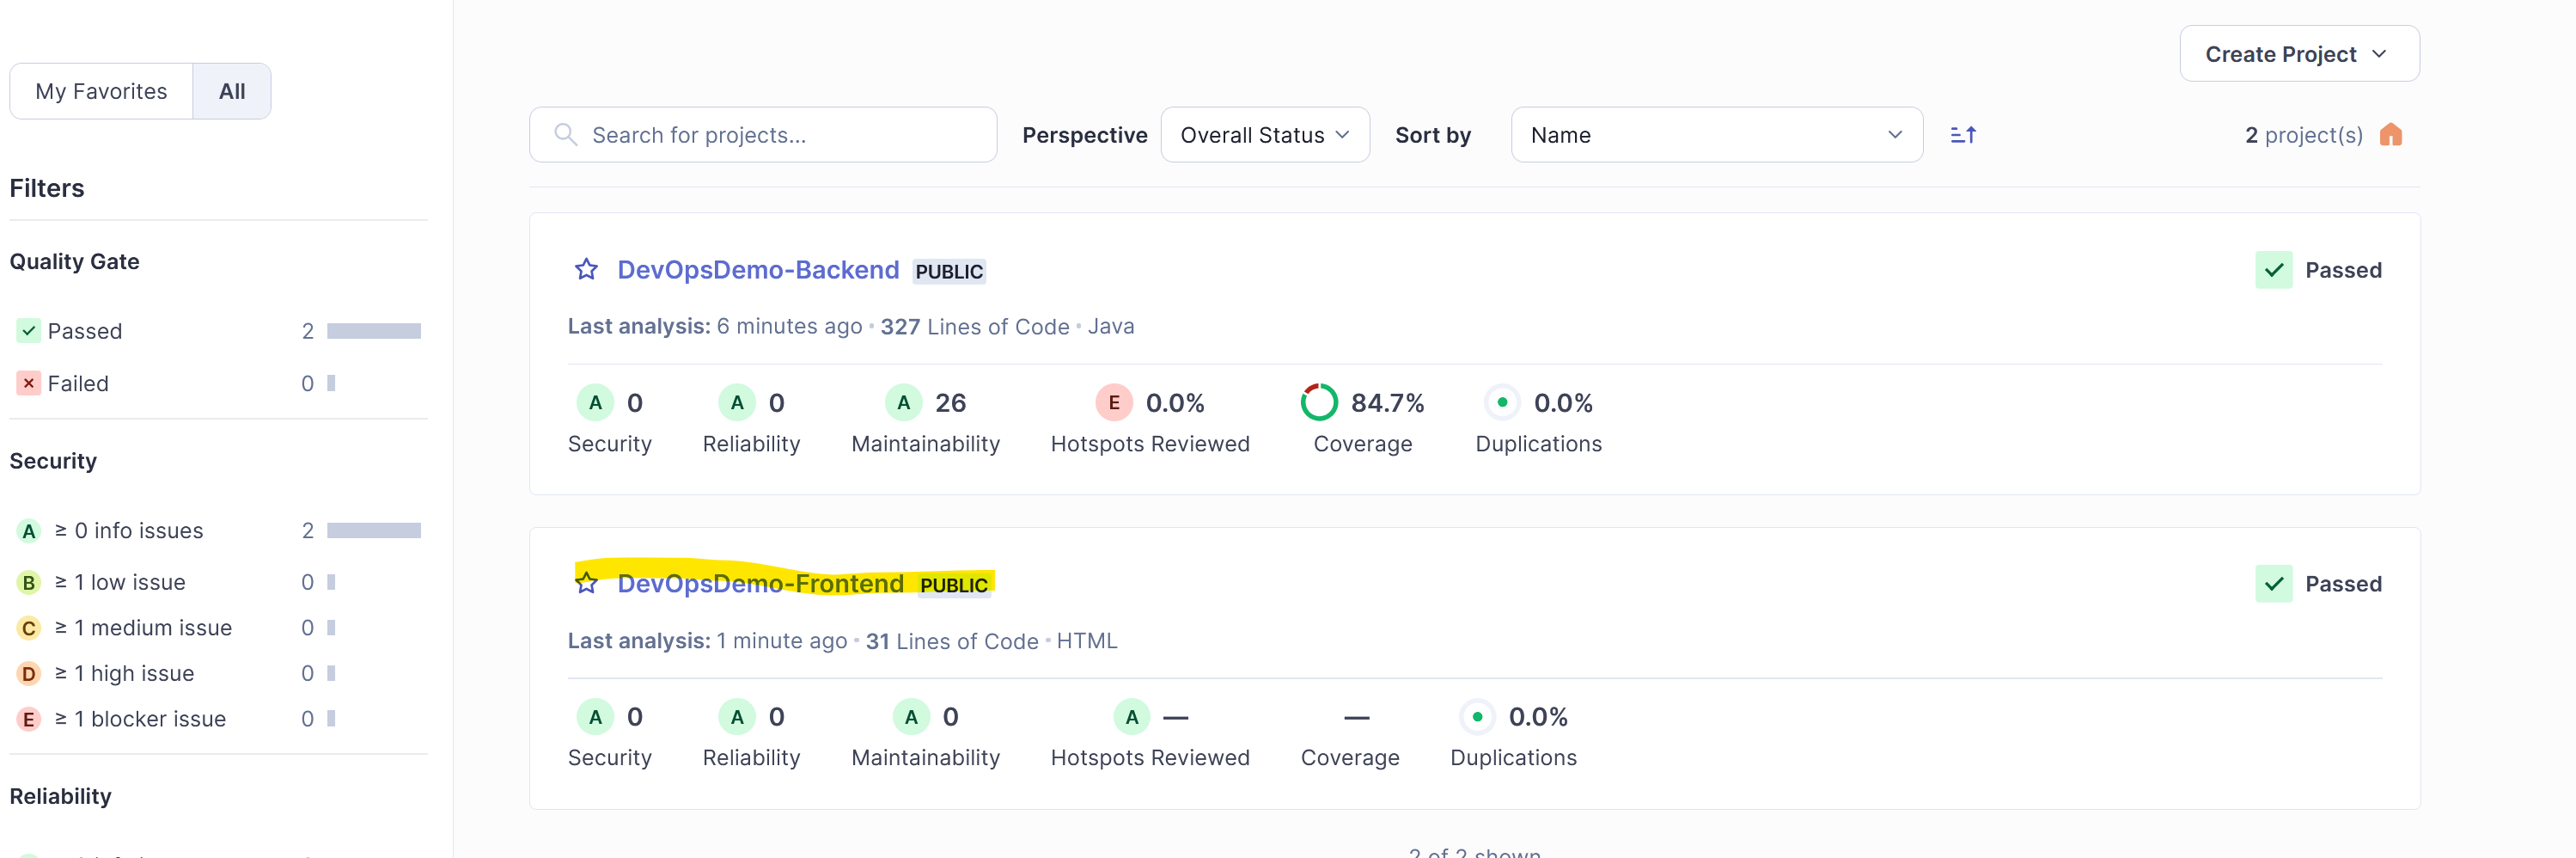 Create Project
My Favorites All
Search for projects... Perspective Overall Status Sort by Name 2 project(s)
Filters
Quality Gate
Passed 2
Failed 0
Security
A ≥ 0 info issues 2
B ≥ 1 low issue 0
C ≥ 1 medium issue 0
D ≥ 1 high issue 0
E ≥ 1 blocker issue 0
Reliability
DevOpsDemo-Backend PUBLIC Passed
Last analysis: 6 minutes ago • 327 Lines of Code • Java
A 0 A 0 A 26 E 0.0% 84.7% 0.0%
Security Reliability Maintainability Hotspots Reviewed Coverage Duplications
DevOpsDemo-Frontend PUBLIC Passed
Last analysis: 1 minute ago • 31 Lines of Code • HTML
A 0 A 0 A 0 A — — 0.0%
Security Reliability Maintainability Hotspots Reviewed Coverage Duplications
2 of 2 shown